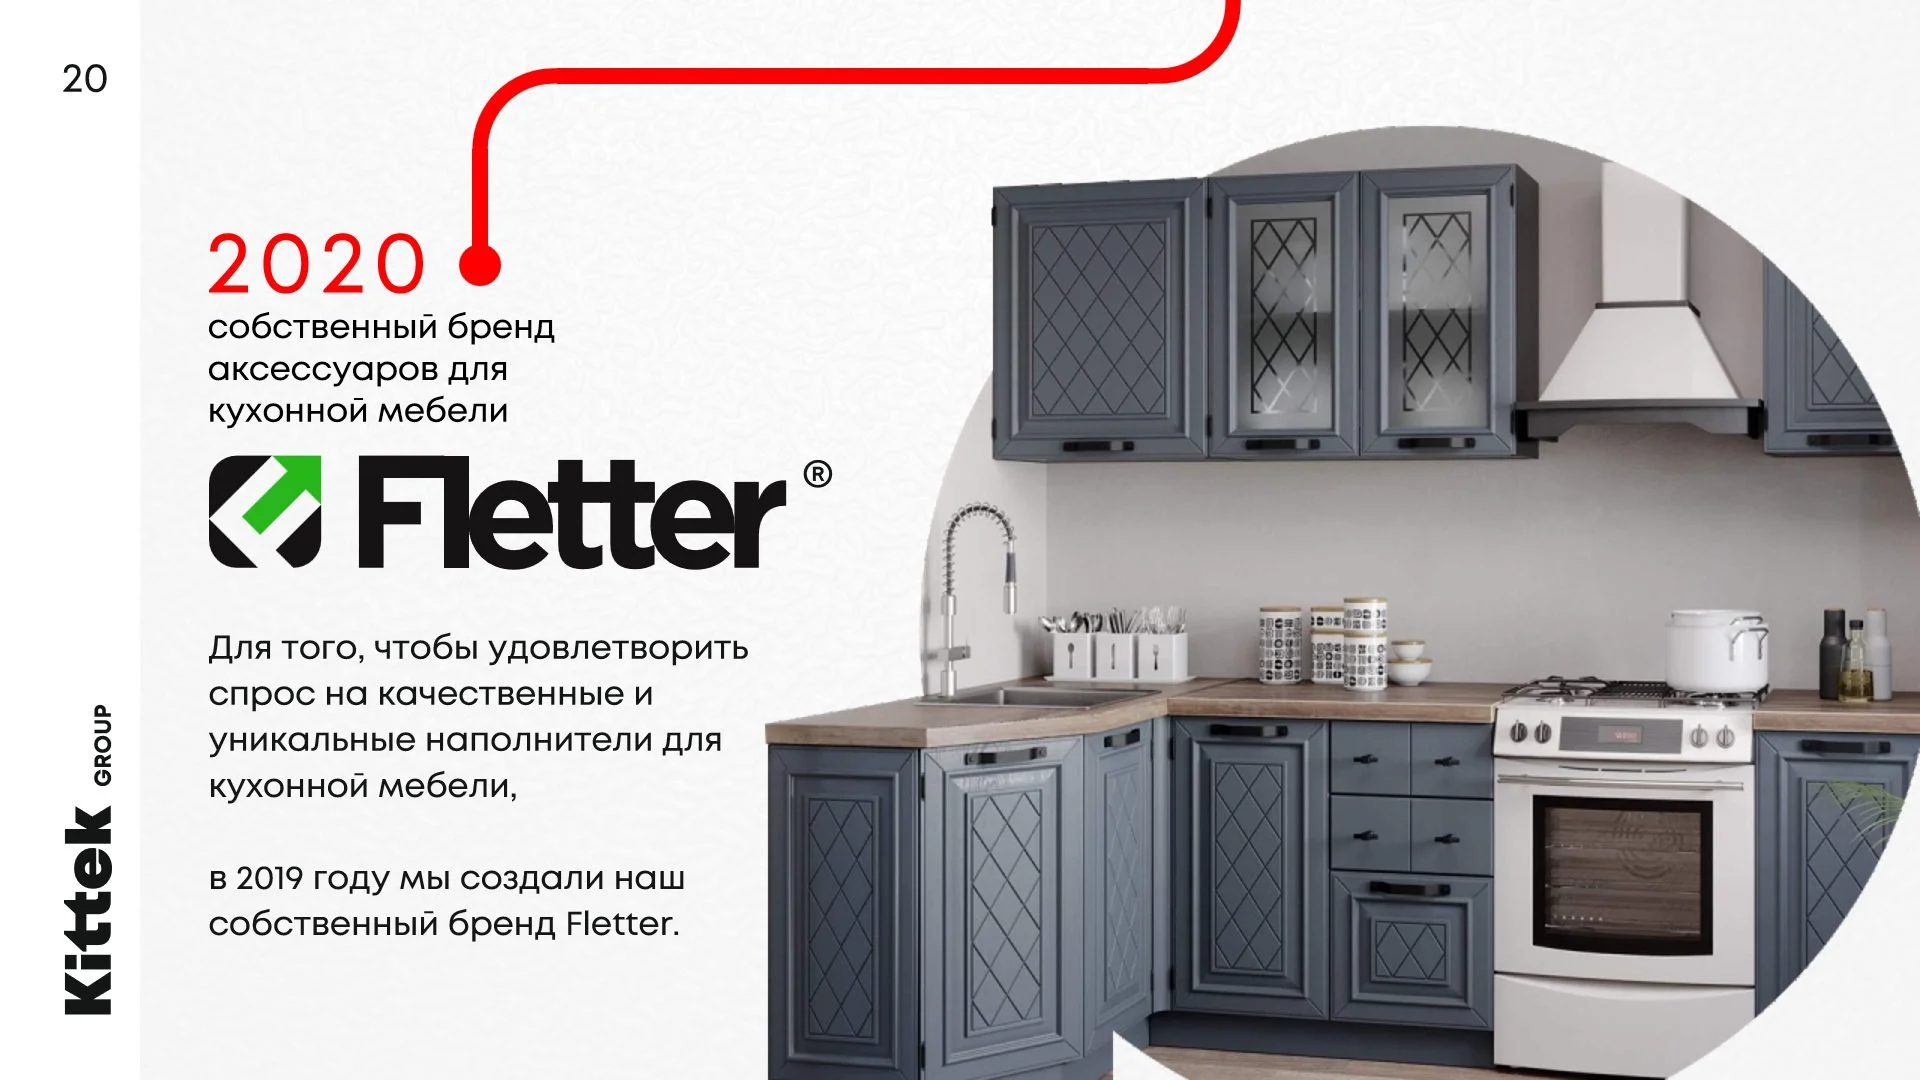 20
2020
собственный бренд
аксессуаров для
кухонной мебели
Fletter ®
Для того, чтобы удовлетворить
спрос на качественные и
уникальные наполнители для
кухонной мебели,
в 2019 году мы создали наш
собственный бренд Fletter.
Kittek GROUP